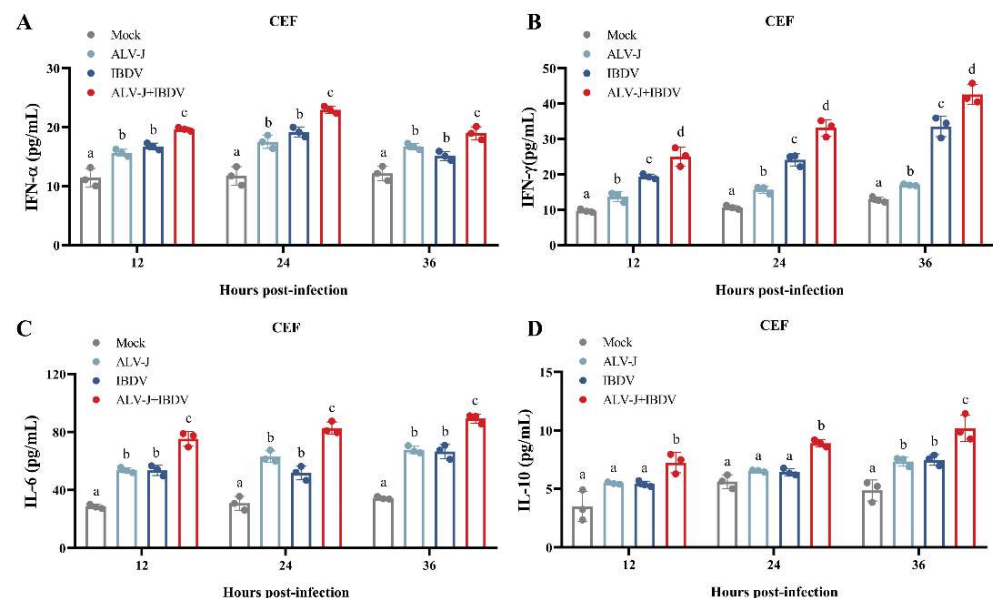 A
CEF
Mock
ALV-J
IBDV
ALV-J+IBDV
IFN-α (pg/mL)
30
20
10
0
a b b c
a b b c
a b b c
12 24 36
Hours post-infection
B
CEF
Mock
ALV-J
IBDV
ALV-J+IBDV
IFN-γ(pg/mL)
50
40
30
20
10
0
a b c d
a b c d
a b c d
12 24 36
Hours post-infection
C
CEF
Mock
ALV-J
IBDV
ALV-J+IBDV
IL-6 (pg/mL)
120
80
40
0
a b b c
a b b c
a b b c
12 24 36
Hours post-infection
D
CEF
Mock
ALV-J
IBDV
ALV-J+IBDV
IL-10 (pg/mL)
15
10
5
0
a a a b
a a a b
a b b c
12 24 36
Hours post-infection